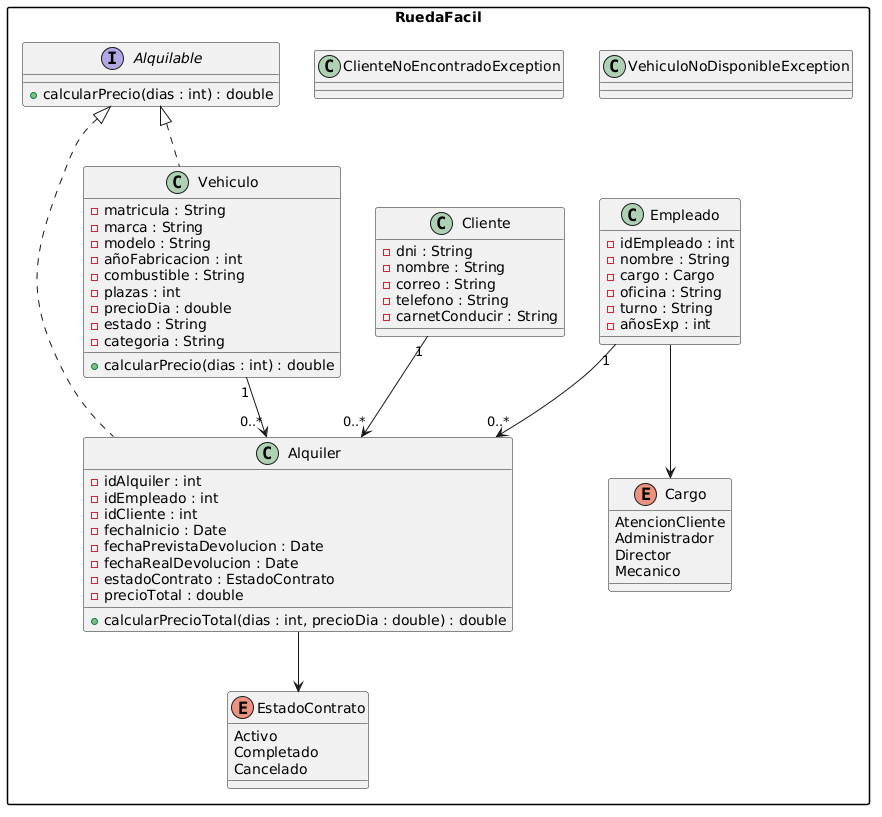 RuedaFacil
I Alquilable
calcularPrecio(dias : int) : double
C ClienteNoEncontradoException
C VehiculoNoDisponibleException
C Vehiculo
matricula : String
marca : String
modelo : String
añoFabricacion : int
combustible : String
plazas : int
precioDia : double
estado : String
categoria : String
calcularPrecio(dias : int) : double
C Cliente
dni : String
nombre : String
correo : String
telefono : String
carnetConducir : String
C Empleado
idEmpleado : int
nombre : String
cargo : Cargo
oficina : String
turno : String
añosExp : int
1
0..*
1
0..*
1
0..*
C Alquiler
idAlquiler : int
idEmpleado : int
idCliente : int
fechaInicio : Date
fechaPrevistaDevolucion : Date
fechaRealDevolucion : Date
estadoContrato : EstadoContrato
precioTotal : double
calcularPrecioTotal(dias : int, precioDia : double) : double
E Cargo
AtencionCliente
Administrador
Director
Mecanico
E EstadoContrato
Activo
Completado
Cancelado